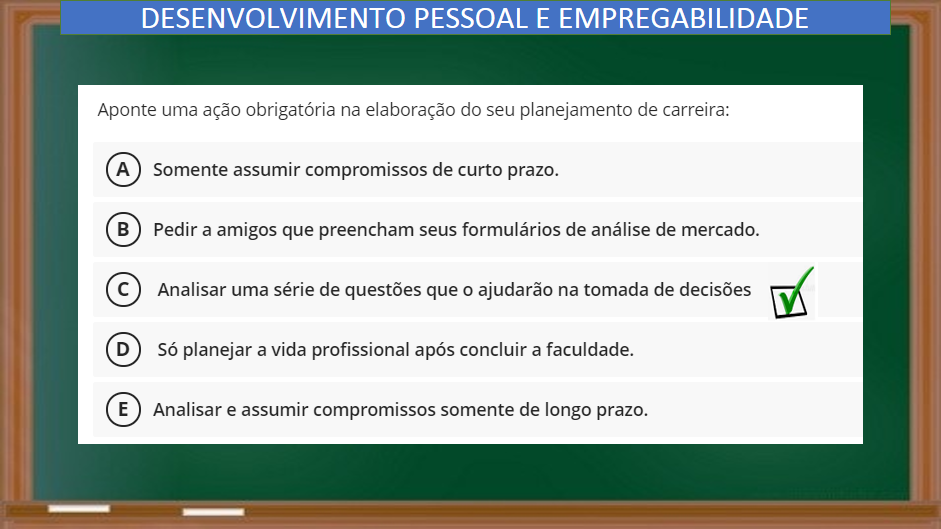 DESENVOLVIMENTO PESSOAL E EMPREGABILIDADE
Aponte uma ação obrigatória na elaboração do seu planejamento de carreira:
A Somente assumir compromissos de curto prazo.
B Pedir a amigos que preencham seus formulários de análise de mercado.
C Analisar uma série de questões que o ajudarão na tomada de decisões
D Só planejar a vida profissional após concluir a faculdade.
E Analisar e assumir compromissos somente de longo prazo.